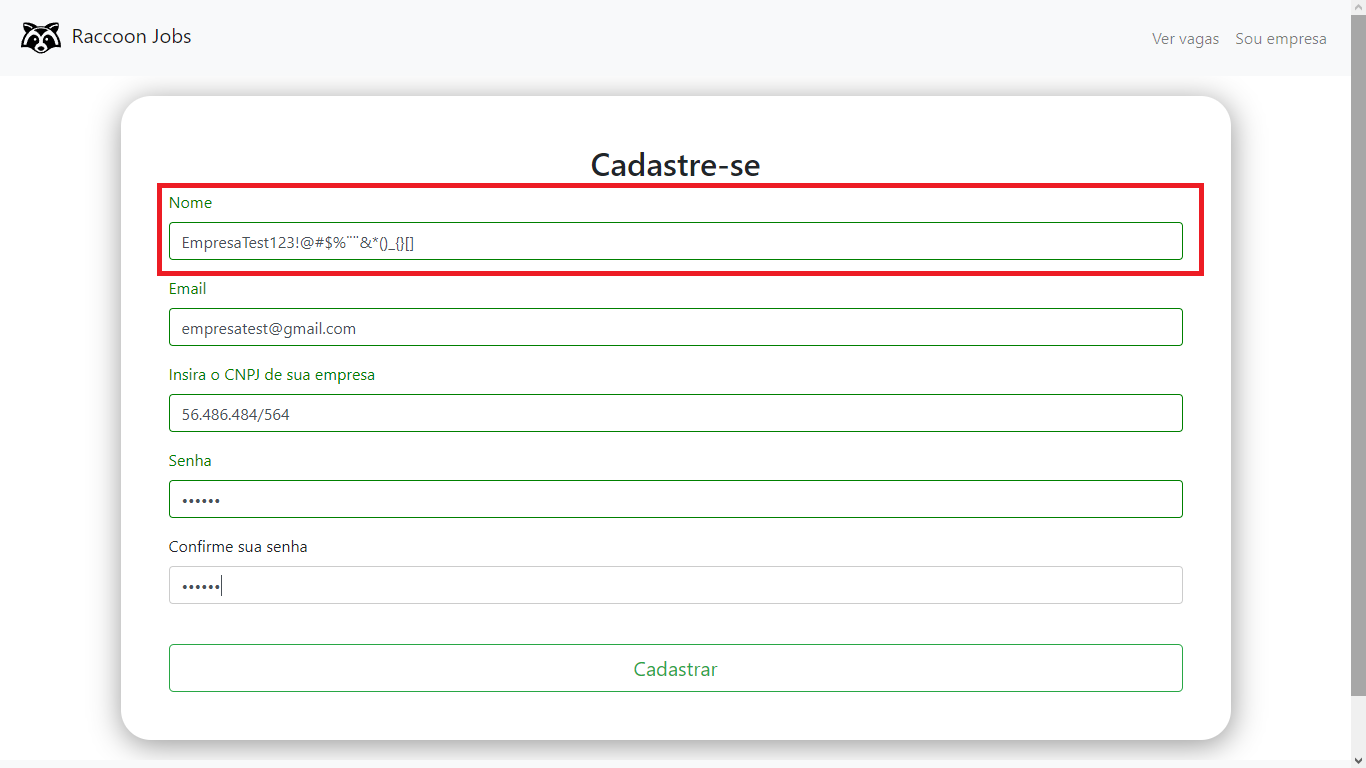 Raccoon Jobs
Ver vagas Sou empresa
Cadastre-se
Nome
EmpresaTest123!@#$%¨¨&*()_{}[]
Email
empresatest@gmail.com
Insira o CNPJ de sua empresa
56.486.484/564
Senha
••••••
Confirme sua senha
••••••
Cadastrar